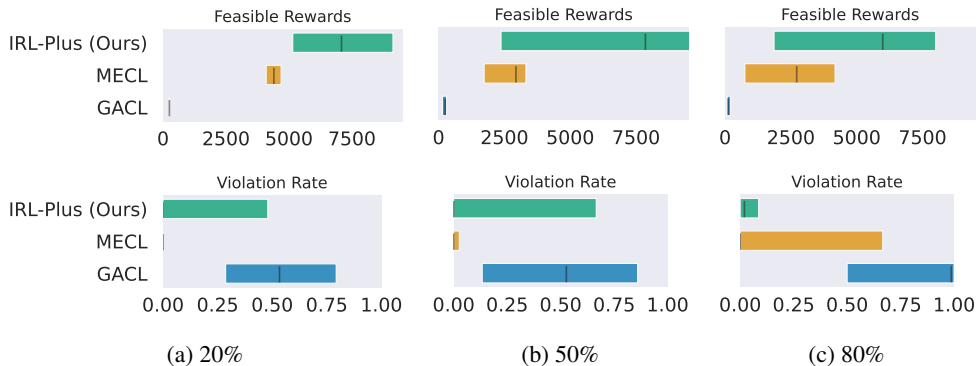 Feasible Rewards Feasible Rewards Feasible Rewards
IRL-Plus (Ours)
MECL
GACL
0 2500 5000 7500 0 2500 5000 7500 0 2500 5000 7500
Violation Rate Violation Rate Violation Rate
IRL-Plus (Ours)
MECL
GACL
0.00 0.25 0.50 0.75 1.00 0.00 0.25 0.50 0.75 1.00 0.00 0.25 0.50 0.75 1.00
(a) 20% (b) 50% (c) 80%